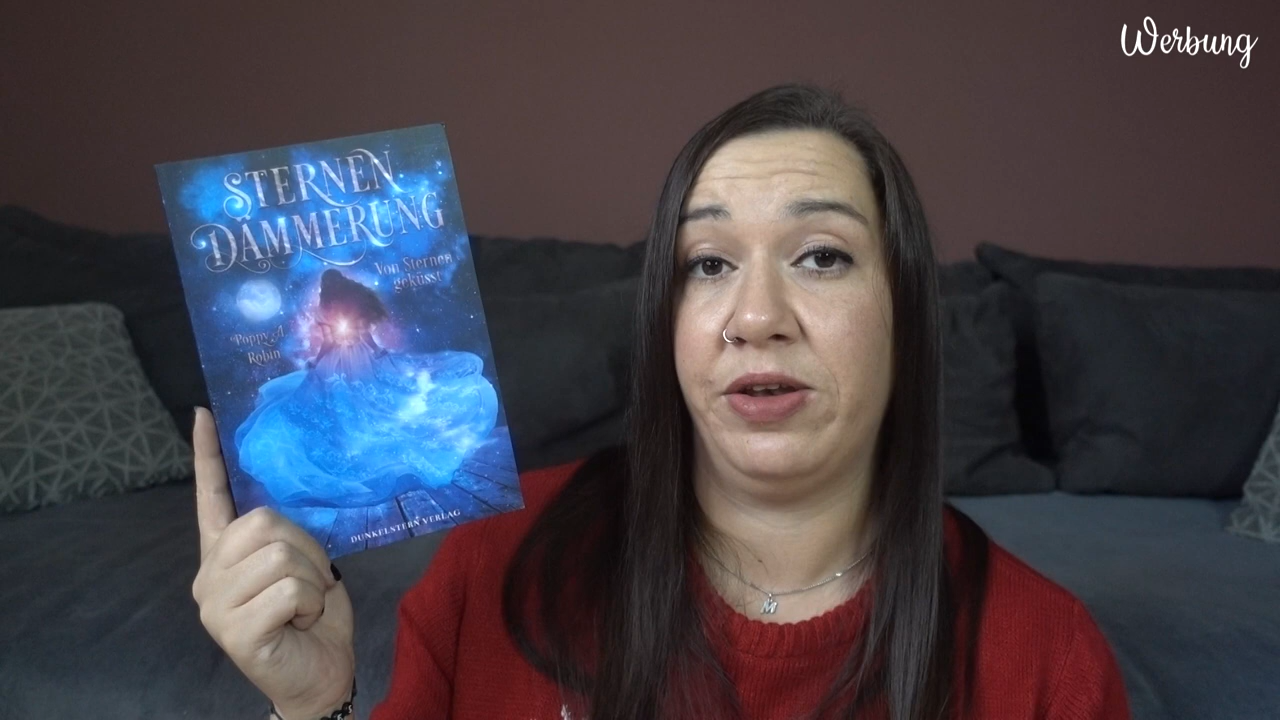 Werbung
STERNEN
DÄMMERUNG
Von Sternen
geküsst
Poppy A
Robin
DUNKELSTERN VERLAG
M